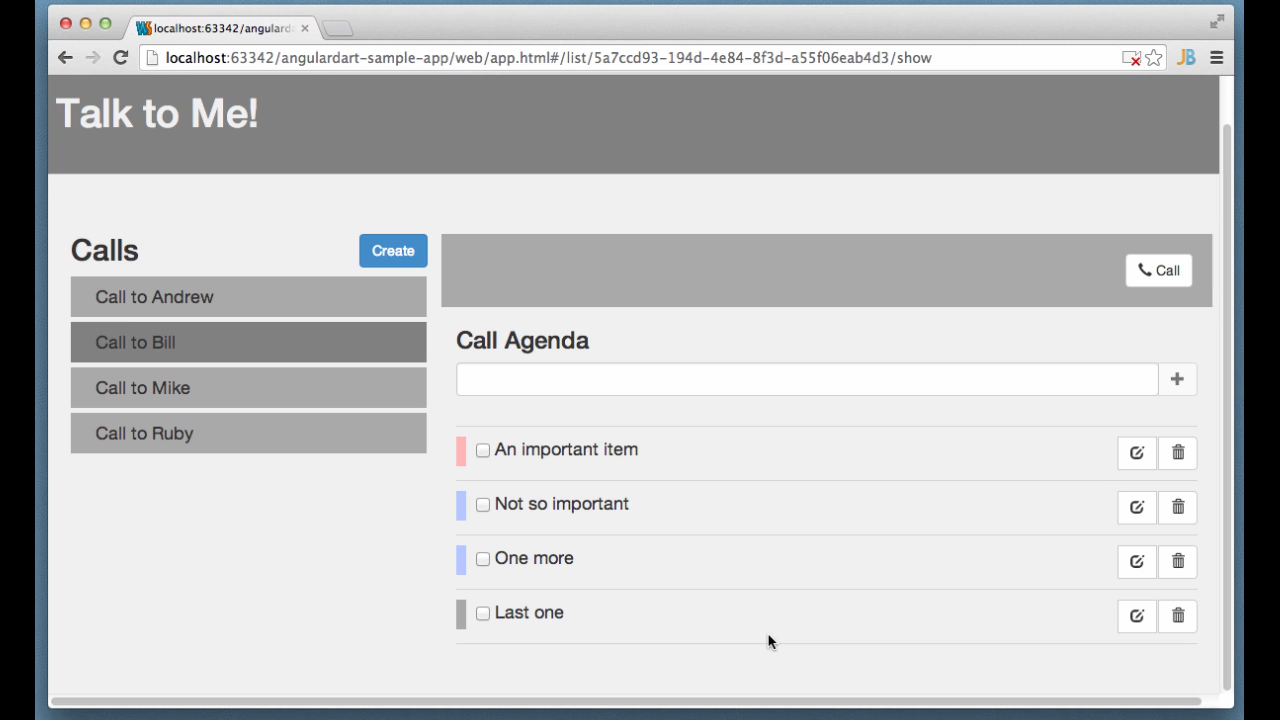 localhost:63342/angulard
localhost:63342/angulardart-sample-app/web/app.html#/list/5a7ccd93-194d-4e84-8f3d-a55f06eab4d3/show
JB
Talk to Me!
Calls
Create
Call to Andrew
Call to Bill
Call to Mike
Call to Ruby
Call
Call Agenda
An important item
Not so important
One more
Last one